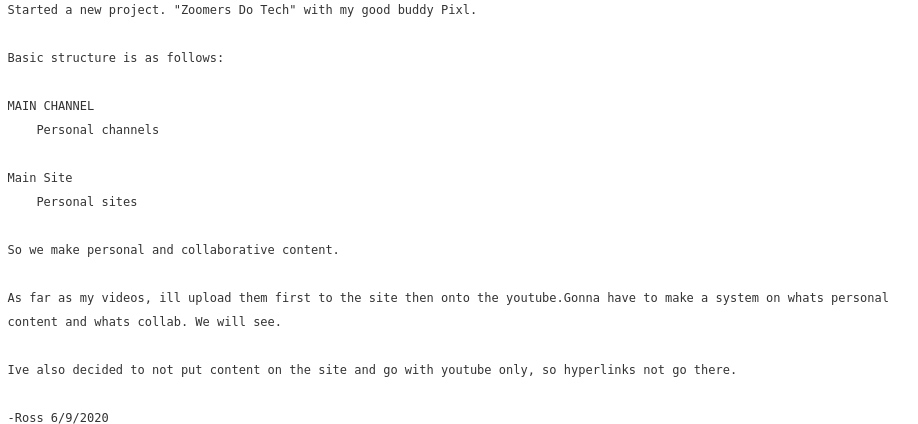 Started a new project. "Zoomers Do Tech" with my good buddy Pixl.
Basic structure is as follows:
MAIN CHANNEL
Personal channels
Main Site
Personal sites
So we make personal and collaborative content.
As far as my videos, ill upload them first to the site then onto the youtube.Gonna have to make a system on whats personal
content and whats collab. We will see.
Ive also decided to not put content on the site and go with youtube only, so hyperlinks not go there.
-Ross 6/9/2020